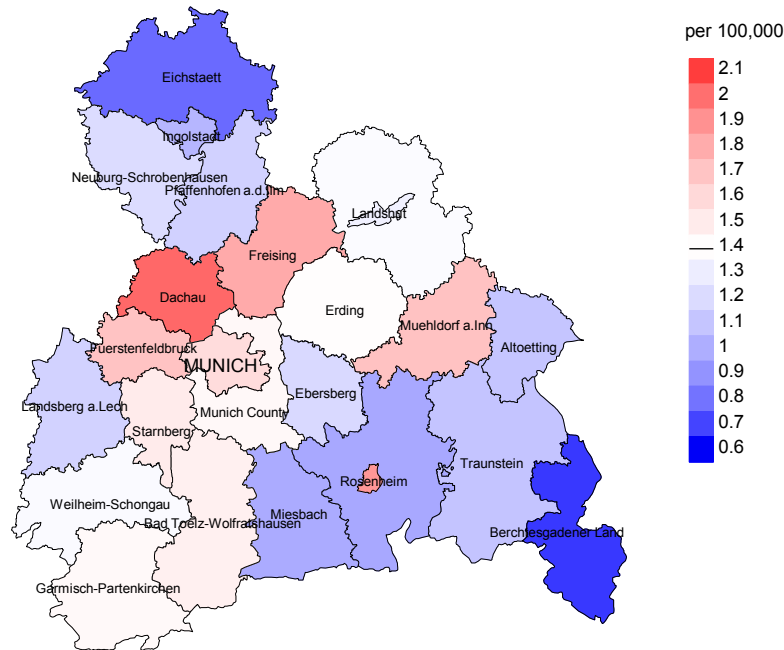 per 100,000
2.1
2
1.9
1.8
1.7
1.6
1.5
1.4
1.3
1.2
1.1
1
0.9
0.8
0.7
0.6
Eichstaett
Ingolstadt
Neuburg-Schrobenhausen
Pfaffenhofen a.d.Ilm
Landshut
Freising
Dachau
Erding
Muehldorf a.Inn
Altoetting
Fuerstenfeldbruck
MUNICH
Ebersberg
Landsberg a.Lech
Munich County
Starnberg
Traunstein
Rosenheim
Weilheim-Schongau
Miesbach
Bad Toelz-Wolfratshausen
Berchtesgadener Land
Garmisch-Partenkirchen